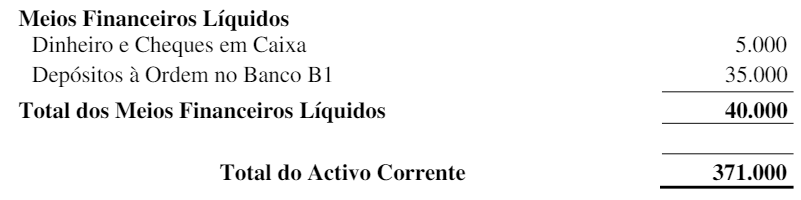 Meios Financeiros Líquidos
Dinheiro e Cheques em Caixa 5.000
Depósitos à Ordem no Banco B1 35.000
Total dos Meios Financeiros Líquidos 40.000
Total do Activo Corrente 371.000